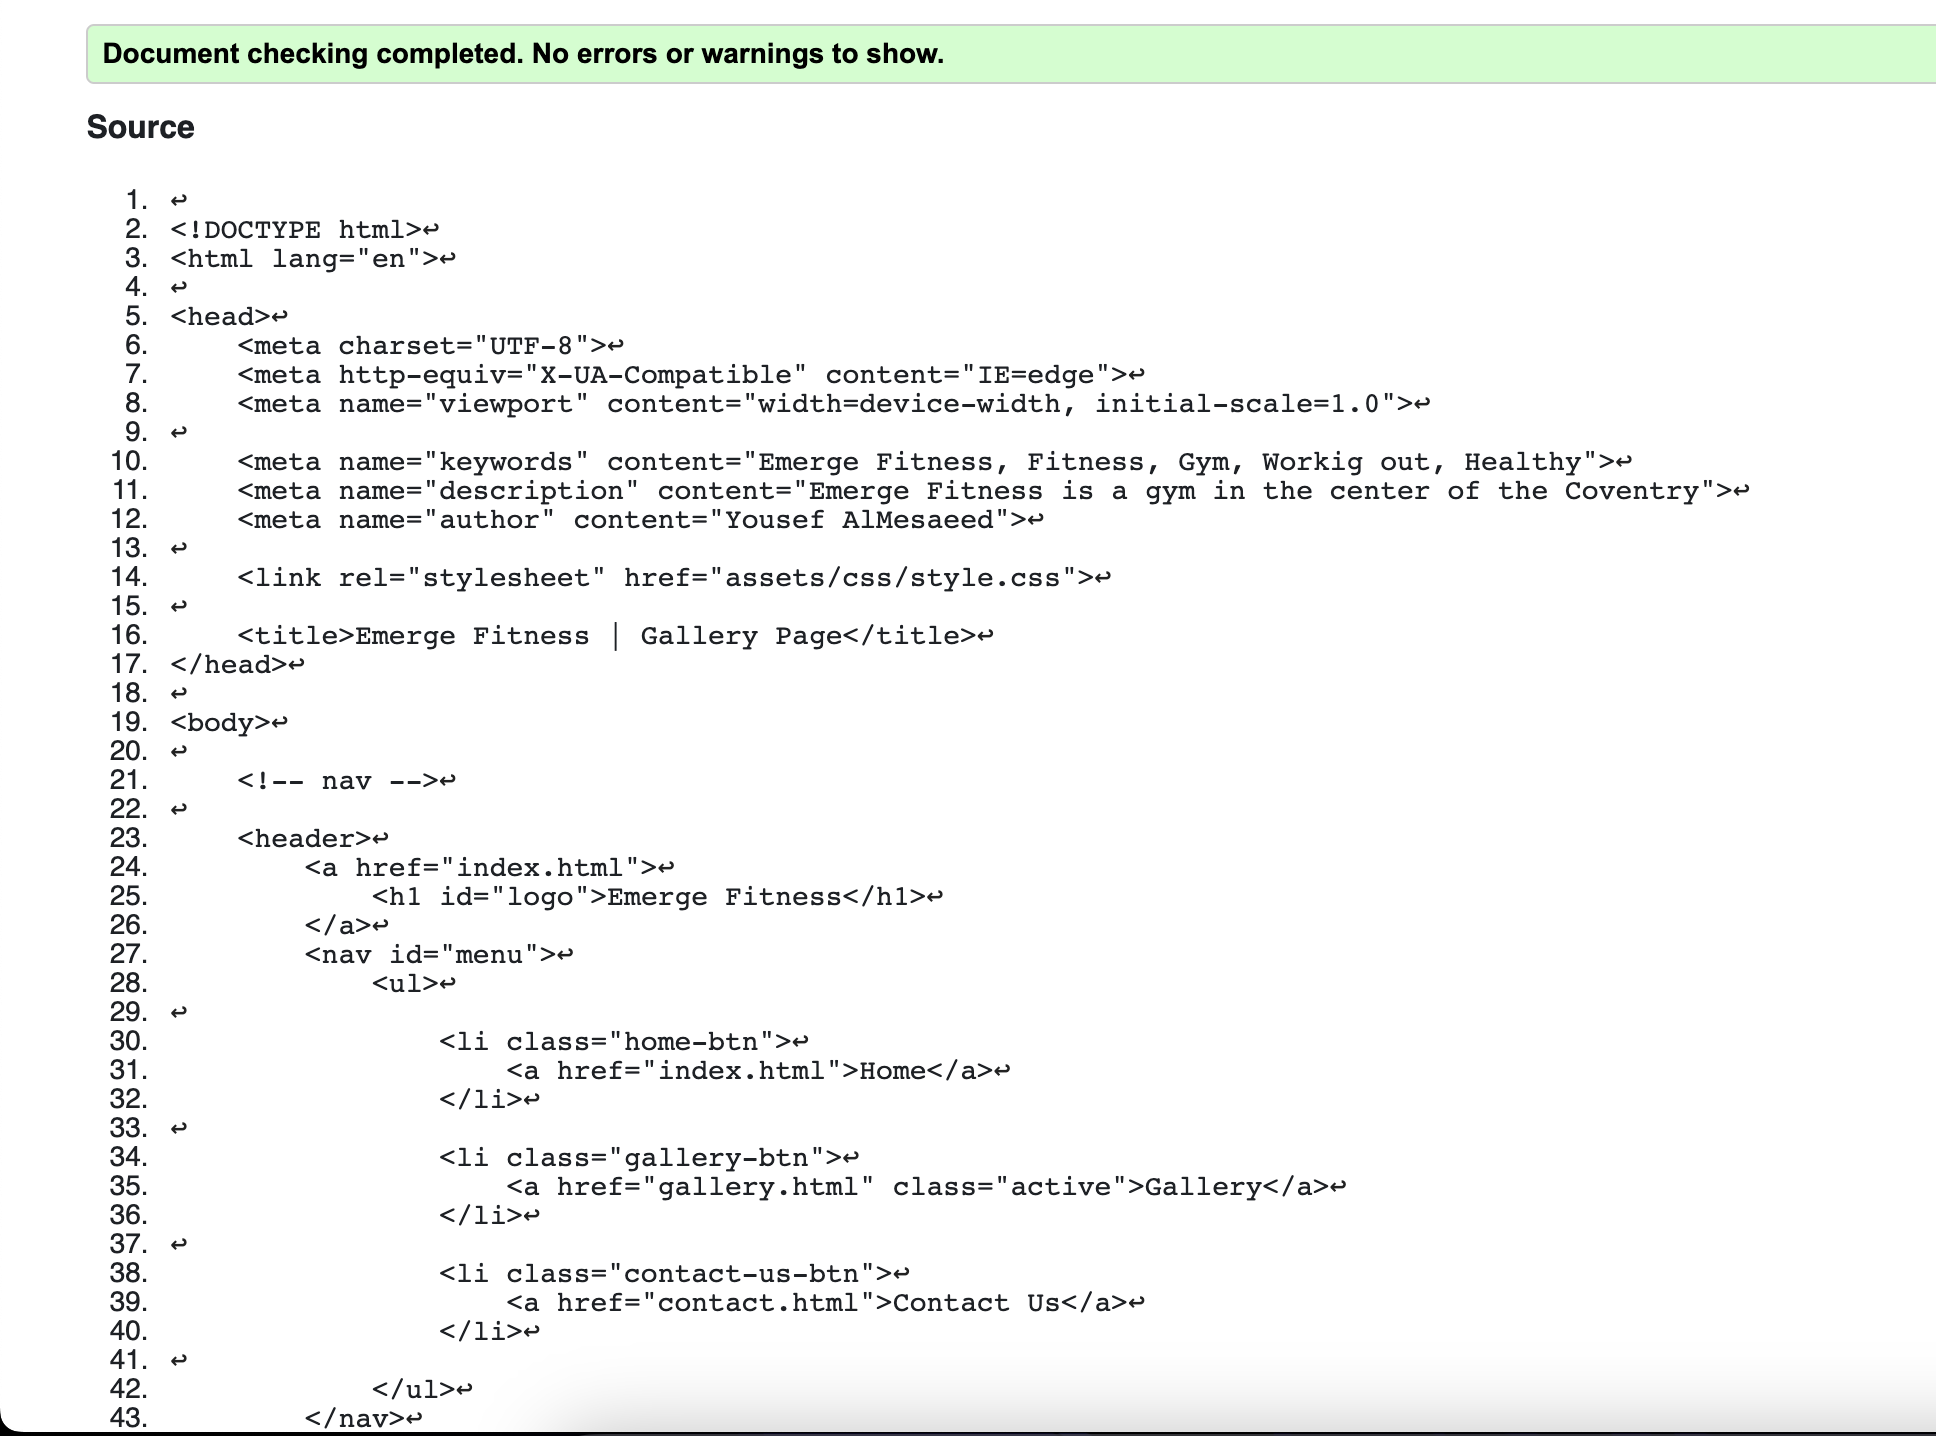 Document checking completed. No errors or warnings to show.
Source
1. ↩
2. <!DOCTYPE html>↩
3. <html lang="en">↩
4. ↩
5. <head>↩
6.     <meta charset="UTF-8">↩
7.     <meta http-equiv="X-UA-Compatible" content="IE=edge">↩
8.     <meta name="viewport" content="width=device-width, initial-scale=1.0">↩
9. ↩
10.     <meta name="keywords" content="Emerge Fitness, Fitness, Gym, Workig out, Healthy">↩
11.     <meta name="description" content="Emerge Fitness is a gym in the center of the Coventry">↩
12.     <meta name="author" content="Yousef AlMesaeed">↩
13. ↩
14.     <link rel="stylesheet" href="assets/css/style.css">↩
15. ↩
16.     <title>Emerge Fitness | Gallery Page</title>↩
17. </head>↩
18. ↩
19. <body>↩
20. ↩
21.     <!-- nav -->↩
22. ↩
23.     <header>↩
24.         <a href="index.html">↩
25.             <h1 id="logo">Emerge Fitness</h1>↩
26.         </a>↩
27.         <nav id="menu">↩
28.             <ul>↩
29. ↩
30.                 <li class="home-btn">↩
31.                     <a href="index.html">Home</a>↩
32.                 </li>↩
33. ↩
34.                 <li class="gallery-btn">↩
35.                     <a href="gallery.html" class="active">Gallery</a>↩
36.                 </li>↩
37. ↩
38.                 <li class="contact-us-btn">↩
39.                     <a href="contact.html">Contact Us</a>↩
40.                 </li>↩
41. ↩
42.             </ul>↩
43.         </nav>↩